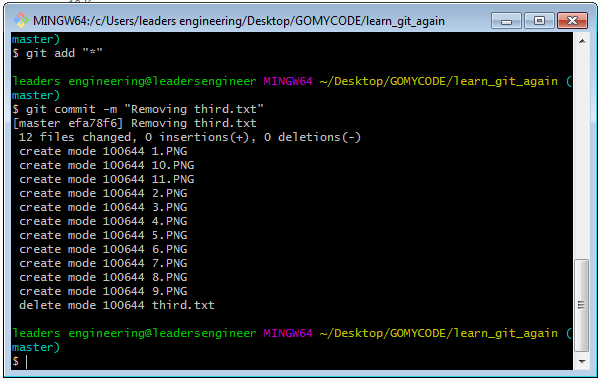 MINGW64:/c/Users/leaders engineering/Desktop/GOMYCODE/learn_git_again
master)
$ git add "*"
leaders engineering@leadersengineer MINGW64 ~/Desktop/GOMYCODE/learn_git_again (
master)
$ git commit -m "Removing third.txt"
[master efa78f6] Removing third.txt
 12 files changed, 0 insertions(+), 0 deletions(-)
 create mode 100644 1.PNG
 create mode 100644 10.PNG
 create mode 100644 11.PNG
 create mode 100644 2.PNG
 create mode 100644 3.PNG
 create mode 100644 4.PNG
 create mode 100644 5.PNG
 create mode 100644 6.PNG
 create mode 100644 7.PNG
 create mode 100644 8.PNG
 create mode 100644 9.PNG
 delete mode 100644 third.txt
leaders engineering@leadersengineer MINGW64 ~/Desktop/GOMYCODE/learn_git_again (
master)
$